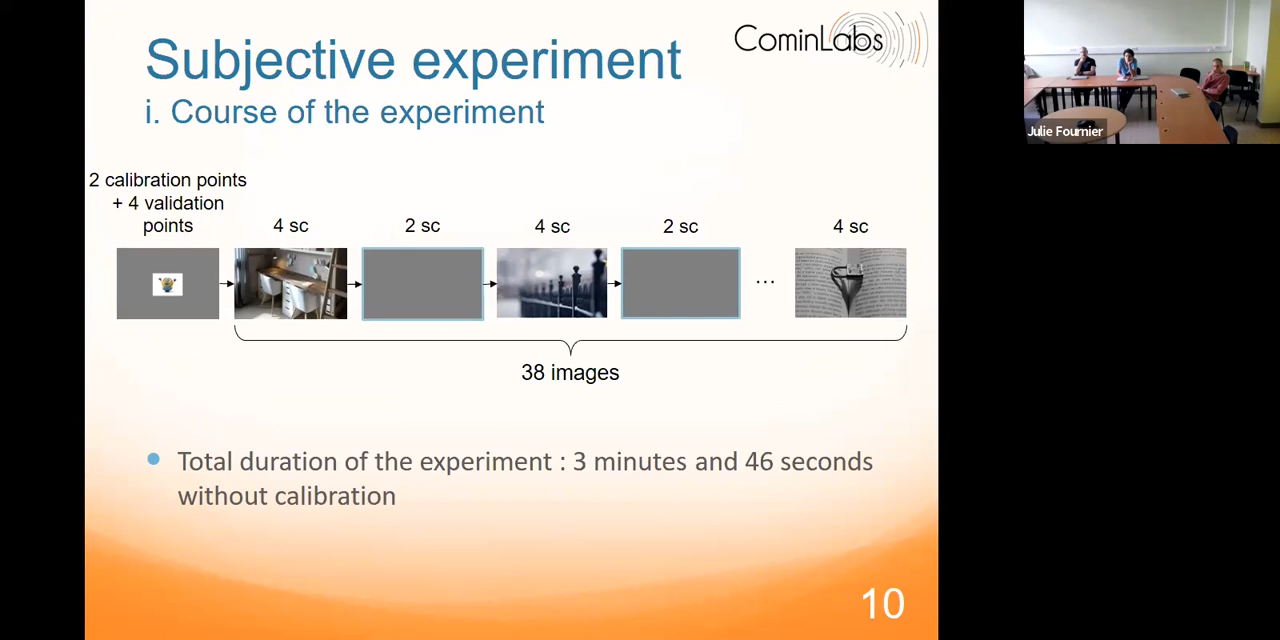 Subjective experiment
CominLabs
i. Course of the experiment
2 calibration points
+ 4 validation
points
4 sc
2 sc
4 sc
2 sc
4 sc
...
38 images
Total duration of the experiment : 3 minutes and 46 seconds
without calibration
10
Julie Fournier